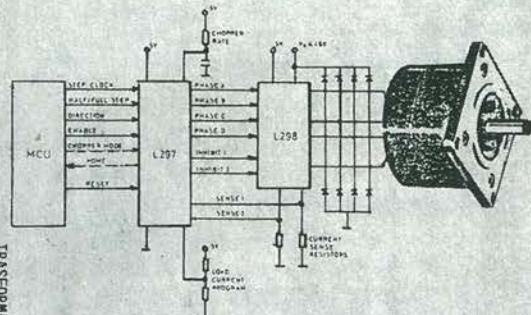 5V
CHOPPER
RATE
5V
5V
STEP CLOCK
HALF/FULL STEP
DIRECTION
ENABLE
CHOPPER MODE
HOME
RESET
MCU
L297
PHASE A
PHASE B
PHASE C
PHASE D
INHIBIT 1
INHIBIT 2
SENSE 1
SENSE 2
L298
CURRENT
SENSE
RESISTORS
5V
LOAD
CURRENT
PROGRAM
TRASFORM